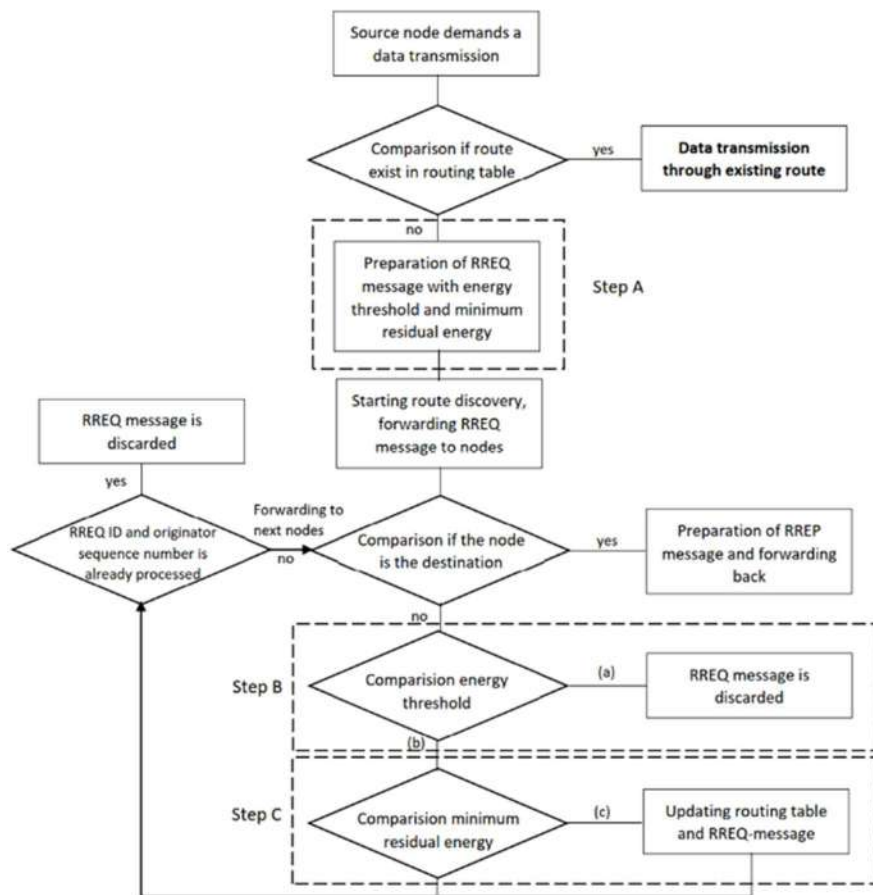 Source node demands a
data transmission
Comparison if route
exist in routing table
yes
Data transmission
through existing route
no
Preparation of RREQ
message with energy
threshold and minimum
residual energy
Step A
Starting route discovery,
forwarding RREQ
message to nodes
RREQ message is
discarded
yes
RREQ ID and originator
sequence number is
already processed
Forwarding to
next nodes
no
Comparison if the node
is the destination
yes
Preparation of RREP
message and forwarding
back
no
Step B
Comparision energy
threshold
(a)
RREQ message is
discarded
(b)
Step C
Comparision minimum
residual energy
(c)
Updating routing table
and RREQ-message